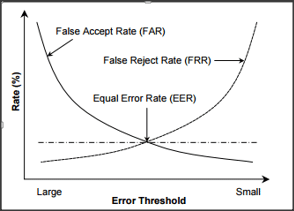 False Accept Rate (FAR)
False Reject Rate (FRR)
Equal Error Rate (EER)
Rate (%)
Large
Small
Error Threshold